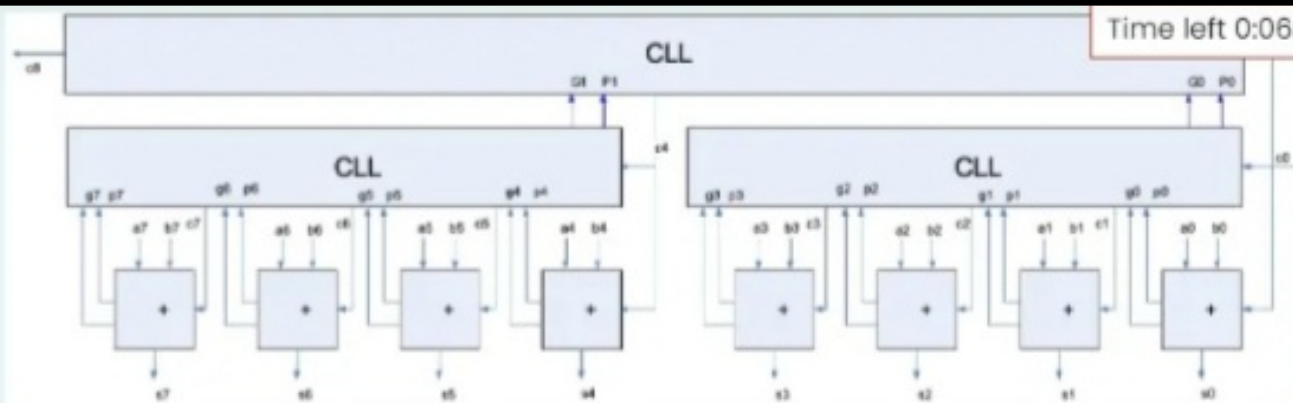 Time left 0:06
CLL
c8
G1 P1 G0 P0
CLL CLL
c4 c0
g7 p7 g6 p6 g5 p5 g4 p4 g3 p3 g2 p2 g1 p1 g0 p0
a7 b7 c7 a6 b6 c6 a5 b5 c5 a4 b4 a3 b3 c3 a2 b2 c2 a1 b1 c1 a0 b0
+ + + + + + + +
s7 s6 s5 s4 s3 s2 s1 s0